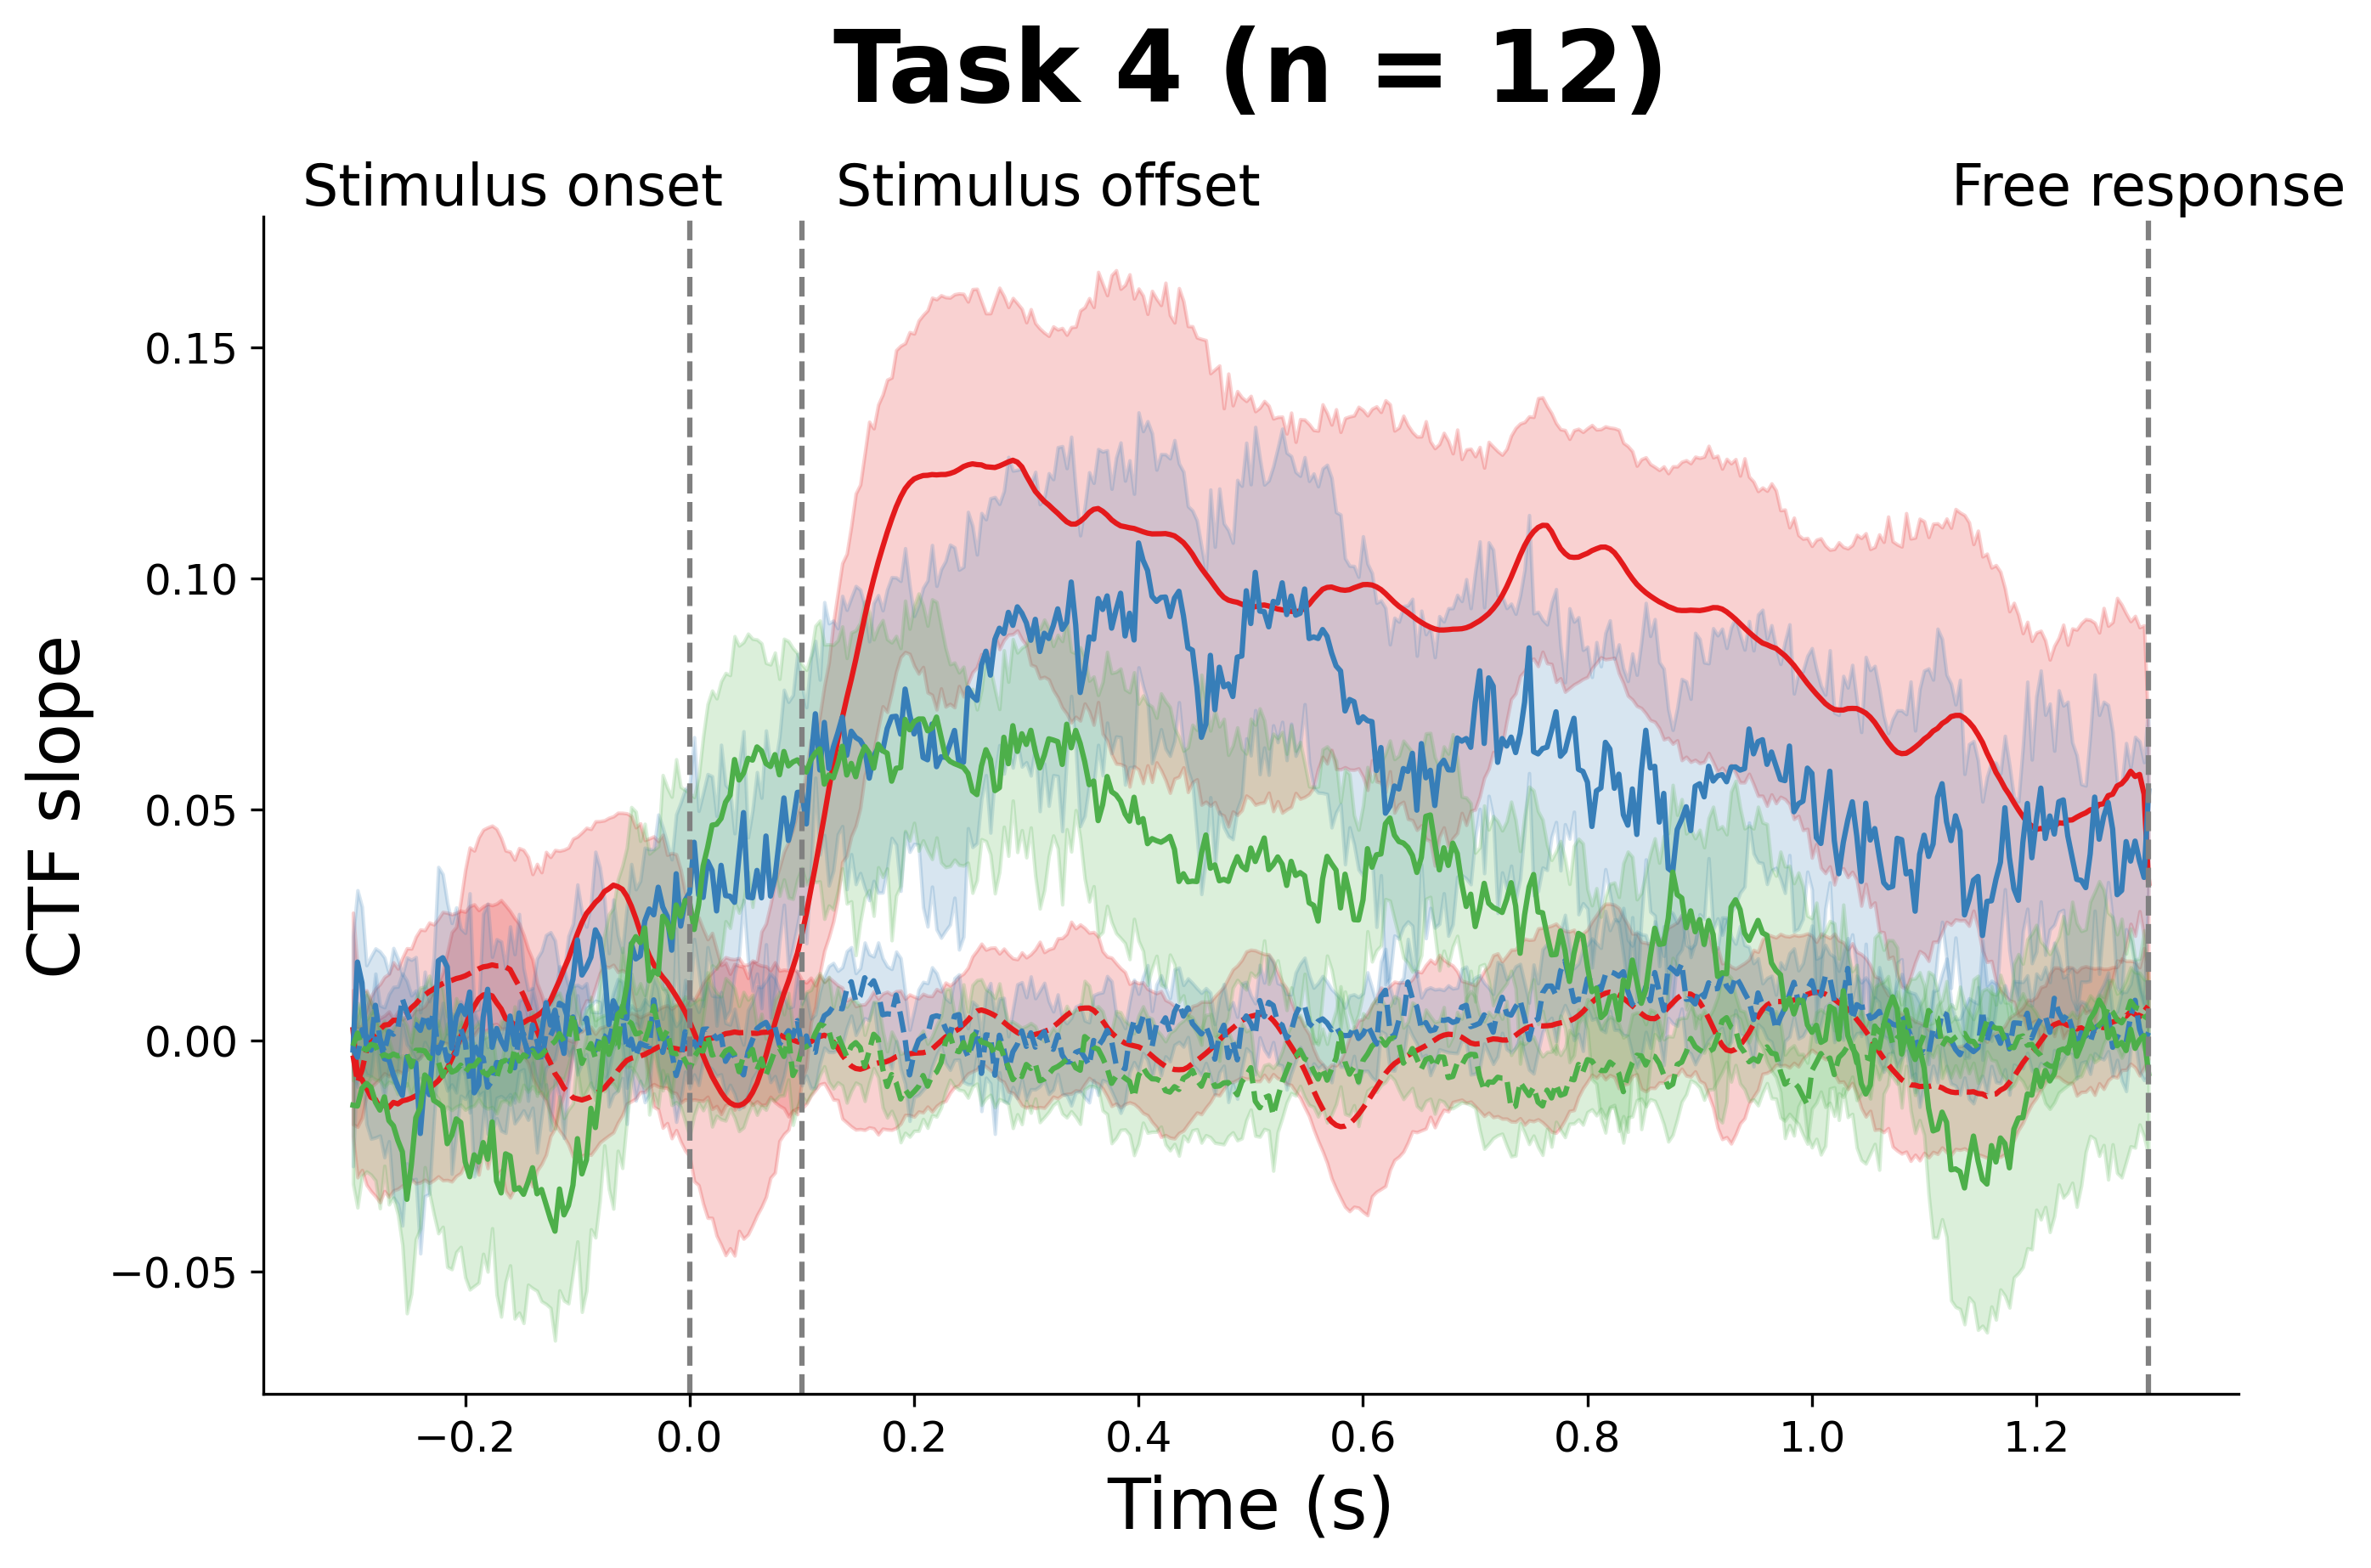 Task 4 (n = 12)
Stimulus onset
Stimulus offset
Free response
CTF slope
0.15
0.10
0.05
0.00
−0.05
−0.2
0.0
0.2
0.4
0.6
0.8
1.0
1.2
Time (s)